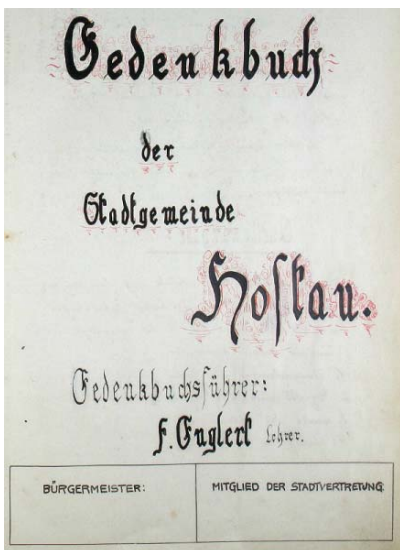 Gedenkbuch
der
Stadtgemeinde
Hostau.
Gedenkbuchsführer:
F. Englert Lehrer.
BÜRGERMEISTER: MITGLIED DER STADTVERTRETUNG